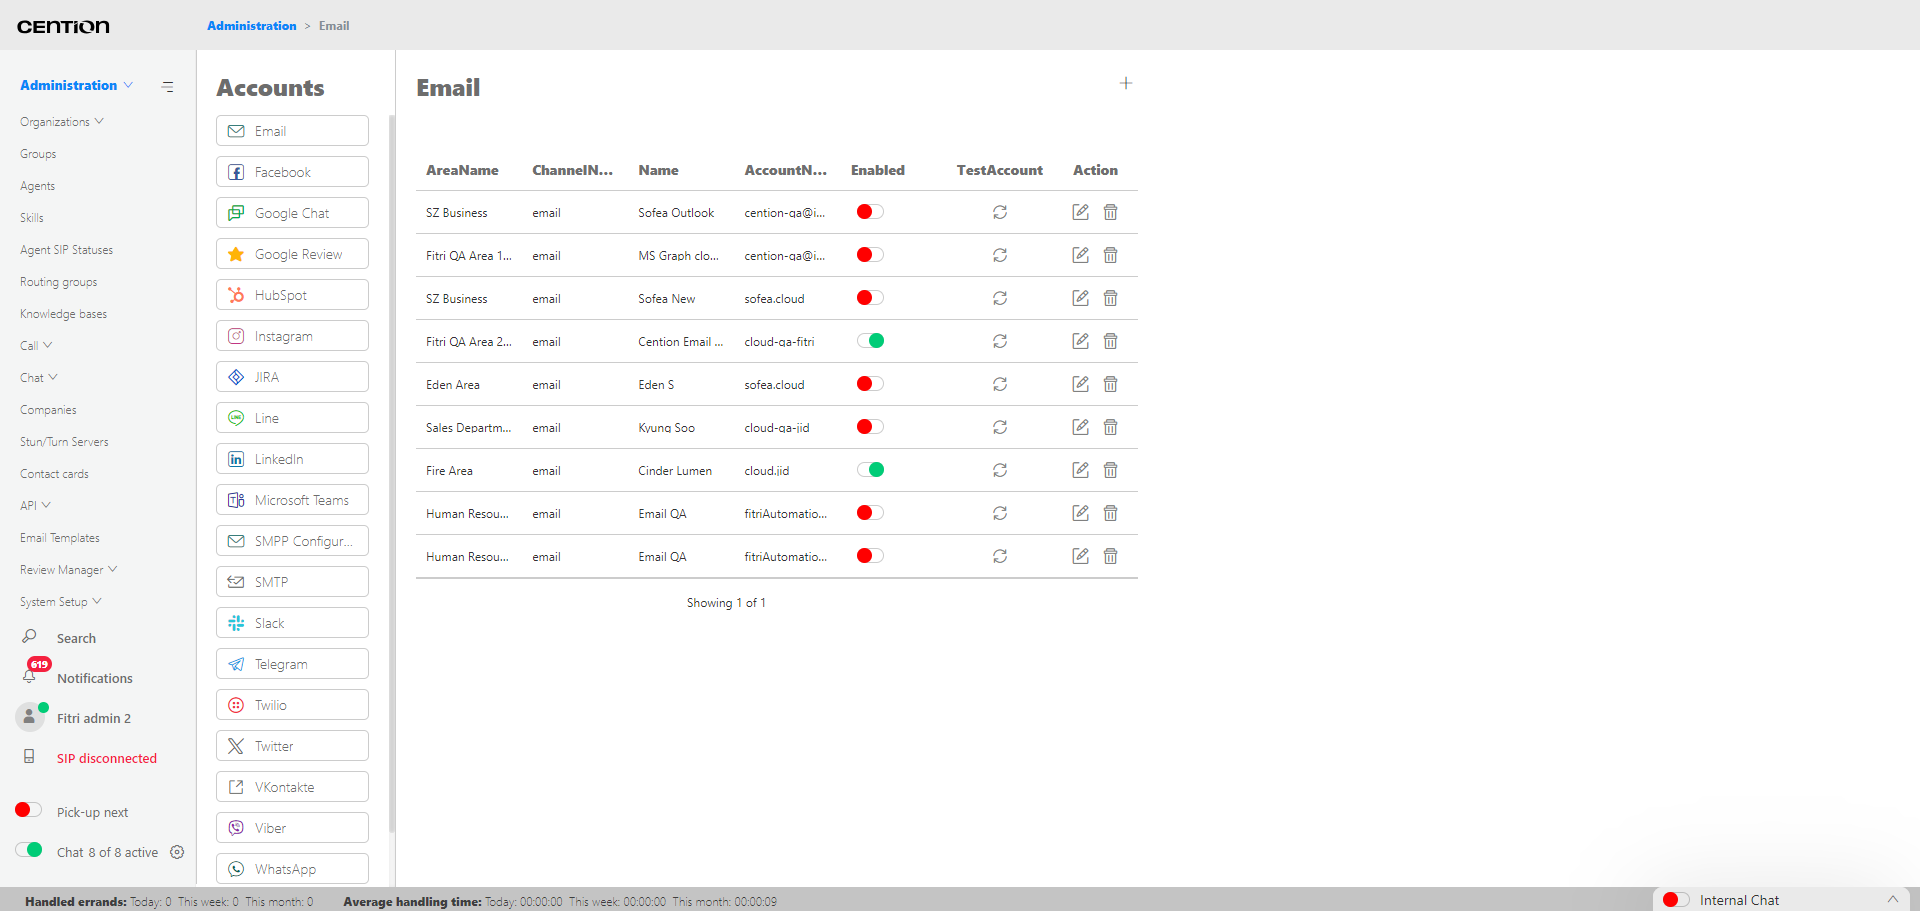 CENTION
Administration > Email
Administration
Organizations
Groups
Agents
Skills
Agent SIP Statuses
Routing groups
Knowledge bases
Call
Chat
Companies
Stun/Turn Servers
Contact cards
API
Email Templates
Review Manager
System Setup
Search
619
Notifications
Fitri admin 2
SIP disconnected
Pick-up next
Chat 8 of 8 active
Accounts
Email
Facebook
Google Chat
Google Review
HubSpot
Instagram
JIRA
Line
LinkedIn
Microsoft Teams
SMPP Configur...
SMTP
Slack
Telegram
Twilio
Twitter
VKontakte
Viber
WhatsApp
Email
AreaName ChannelN... Name AccountN... Enabled TestAccount Action
SZ Business email Sofea Outlook cention-qa@i...
Fitri QA Area 1... email MS Graph clo... cention-qa@i...
SZ Business email Sofea New sofea.cloud
Fitri QA Area 2... email Cention Email ... cloud-qa-fitri
Eden Area email Eden S sofea.cloud
Sales Departm... email Kyung Soo cloud-qa-jid
Fire Area email Cinder Lumen cloud.jid
Human Resou... email Email QA fitriAutomatio...
Human Resou... email Email QA fitriAutomatio...
Showing 1 of 1
Handled errands: Today: 0 This week: 0 This month: 0 Average handling time: Today: 00:00:00 This week: 00:00:00 This month: 00:00:09
Internal Chat